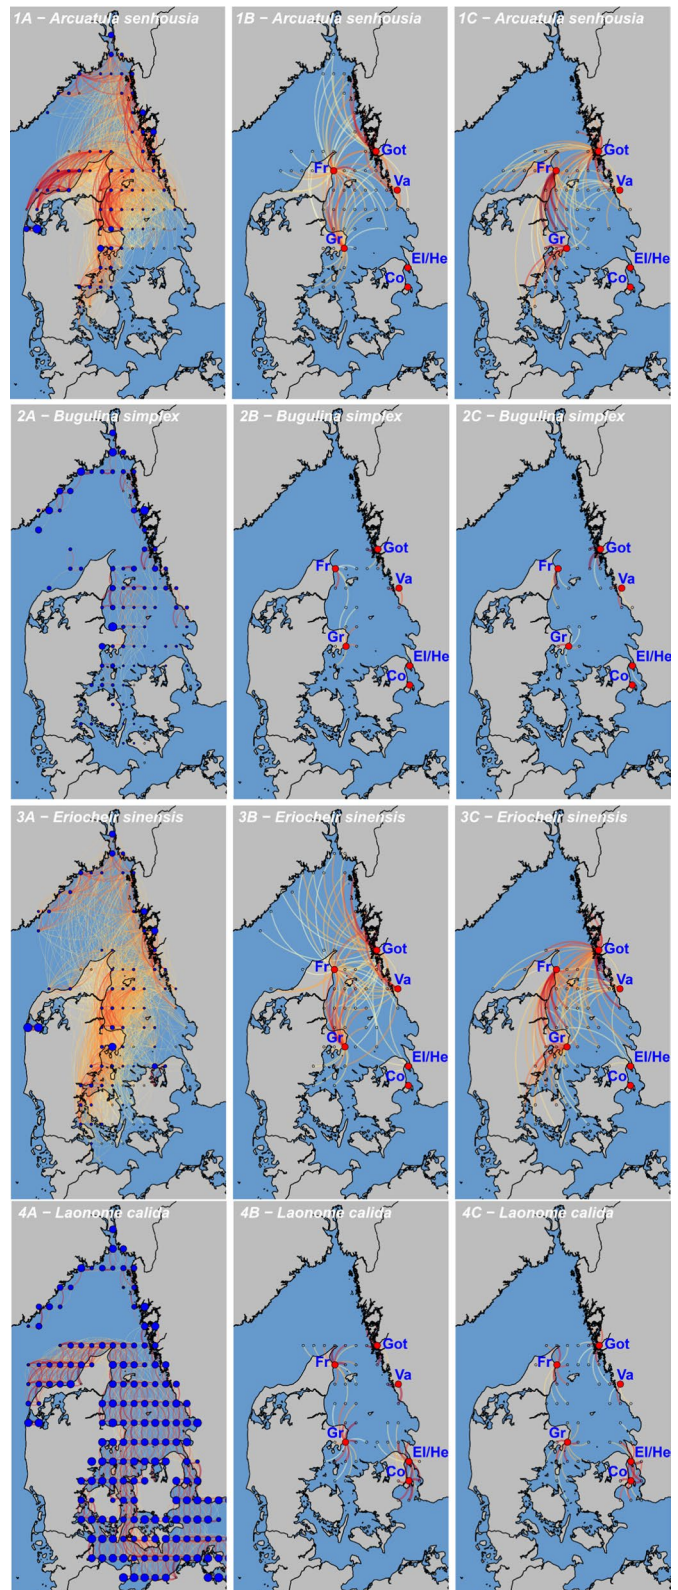 1A − Arcuatula senhousia
1B − Arcuatula senhousia
1C − Arcuatula senhousia
Got
Fr
Va
Gr
El/He
Co
Got
Fr
Va
Gr
El/He
Co
2A − Bugulina simplex
2B − Bugulina simplex
2C − Bugulina simplex
Got
Fr
Va
Gr
El/He
Co
Got
Fr
Va
Gr
El/He
Co
3A − Eriocheir sinensis
3B − Eriocheir sinensis
3C − Eriocheir sinensis
Got
Fr
Va
Gr
El/He
Co
Got
Fr
Va
Gr
El/He
Co
4A − Laonome calida
4B − Laonome calida
4C − Laonome calida
Got
Fr
Va
Gr
El/He
Co
Got
Fr
Va
Gr
El/He
Co